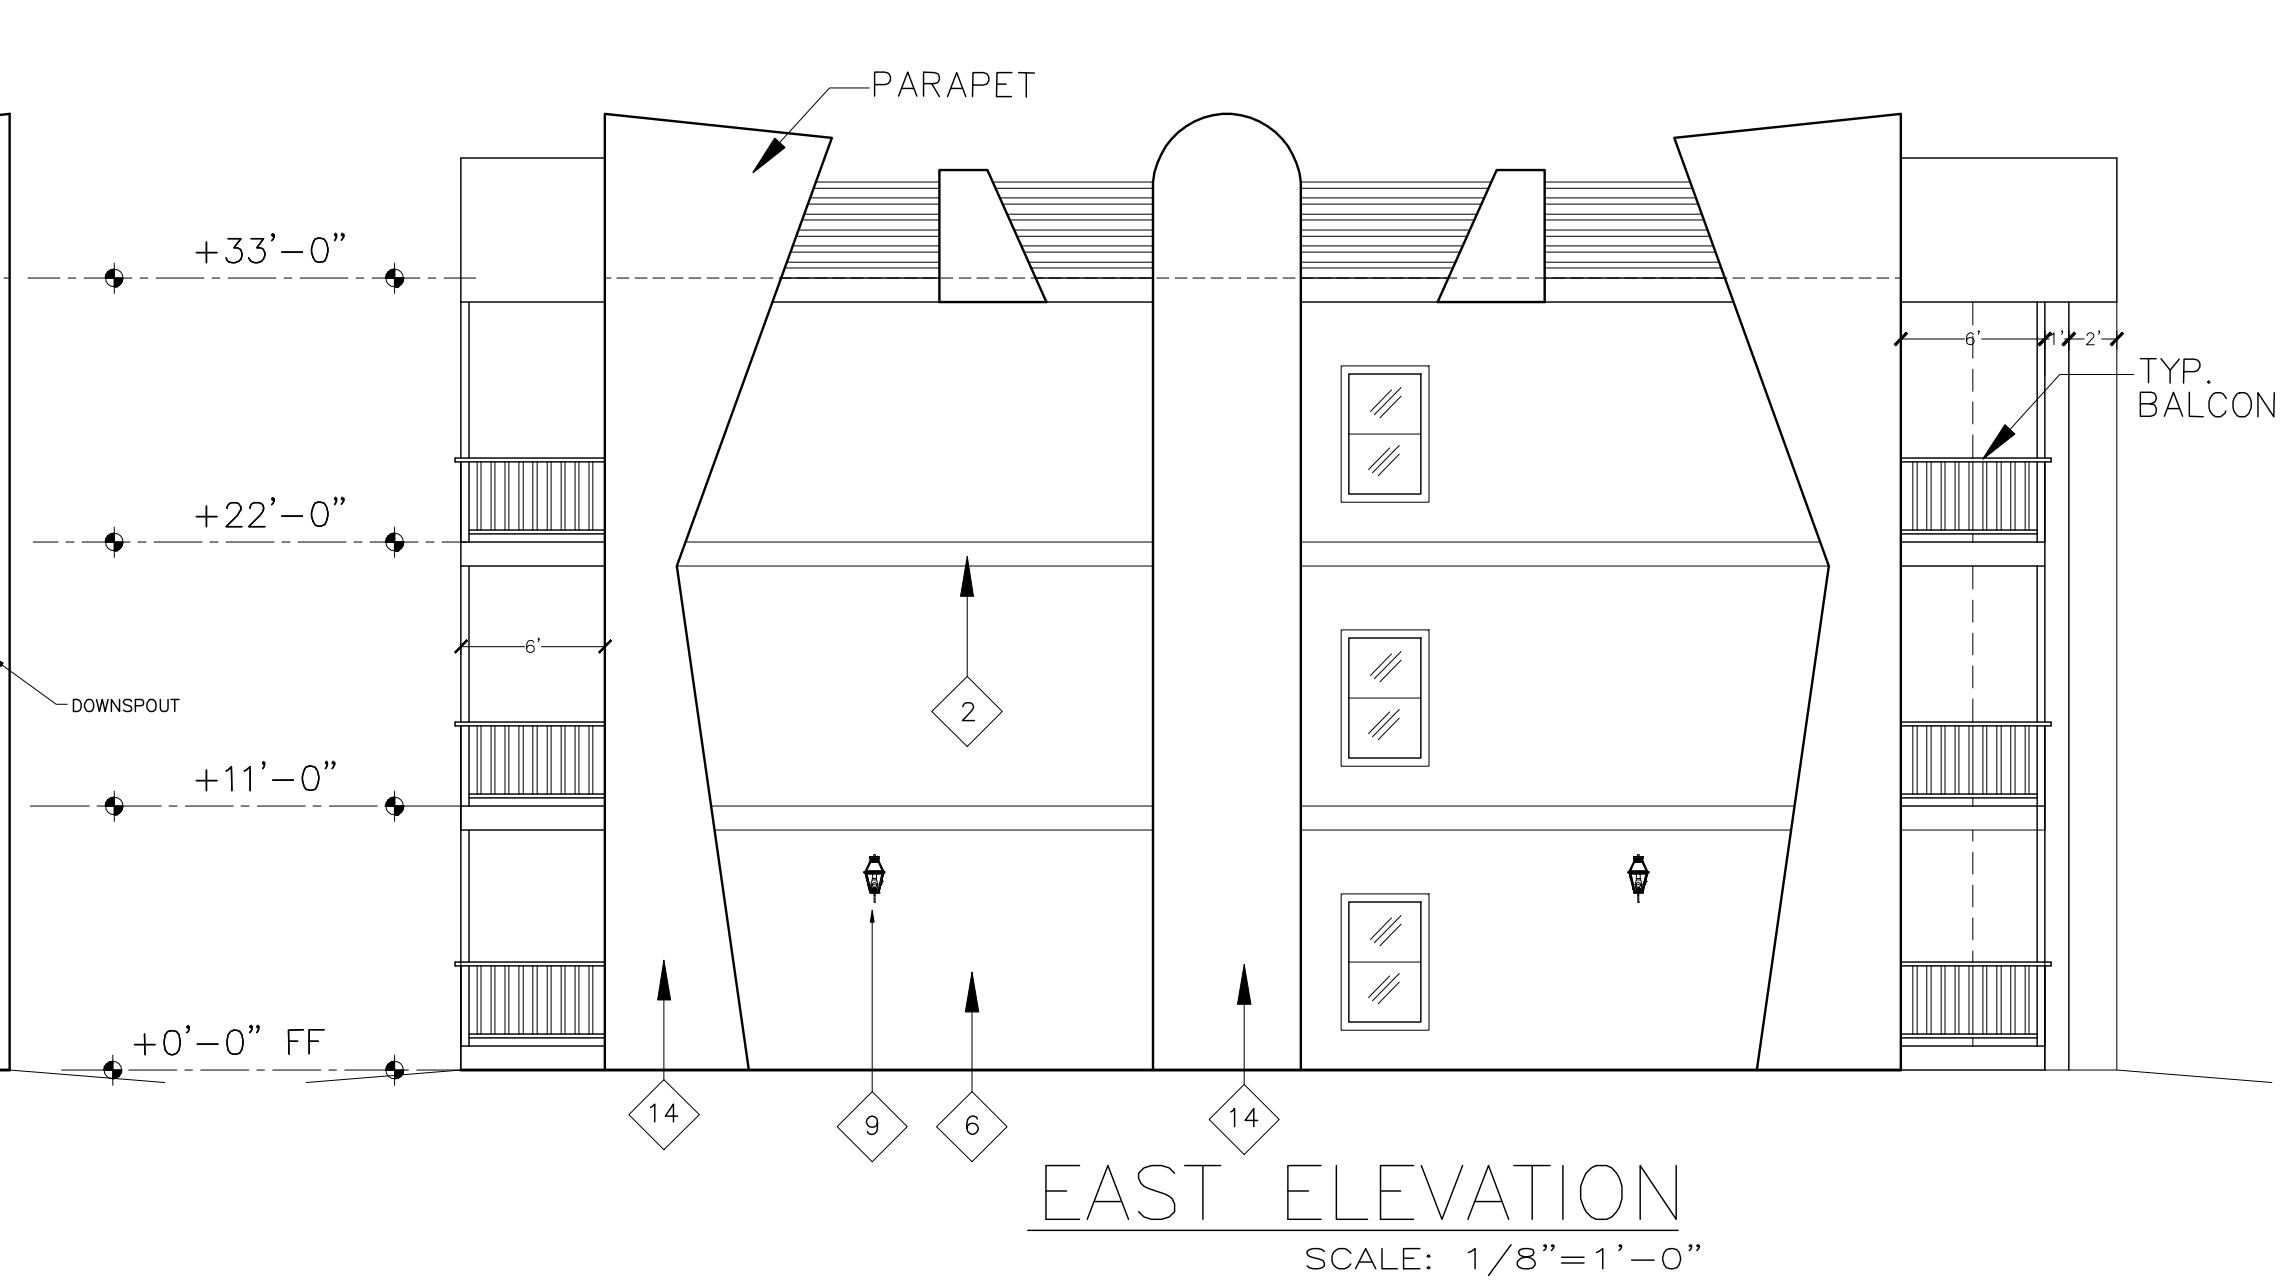 PARAPET
+33'-0"
6'
1'
2'
TYP.
BALCON
+22'-0"
6'
DOWNSPOUT
2
+11'-0"
+0'-0" FF
14
9
6
14
EAST ELEVATION
SCALE: 1/8"=1'-0"